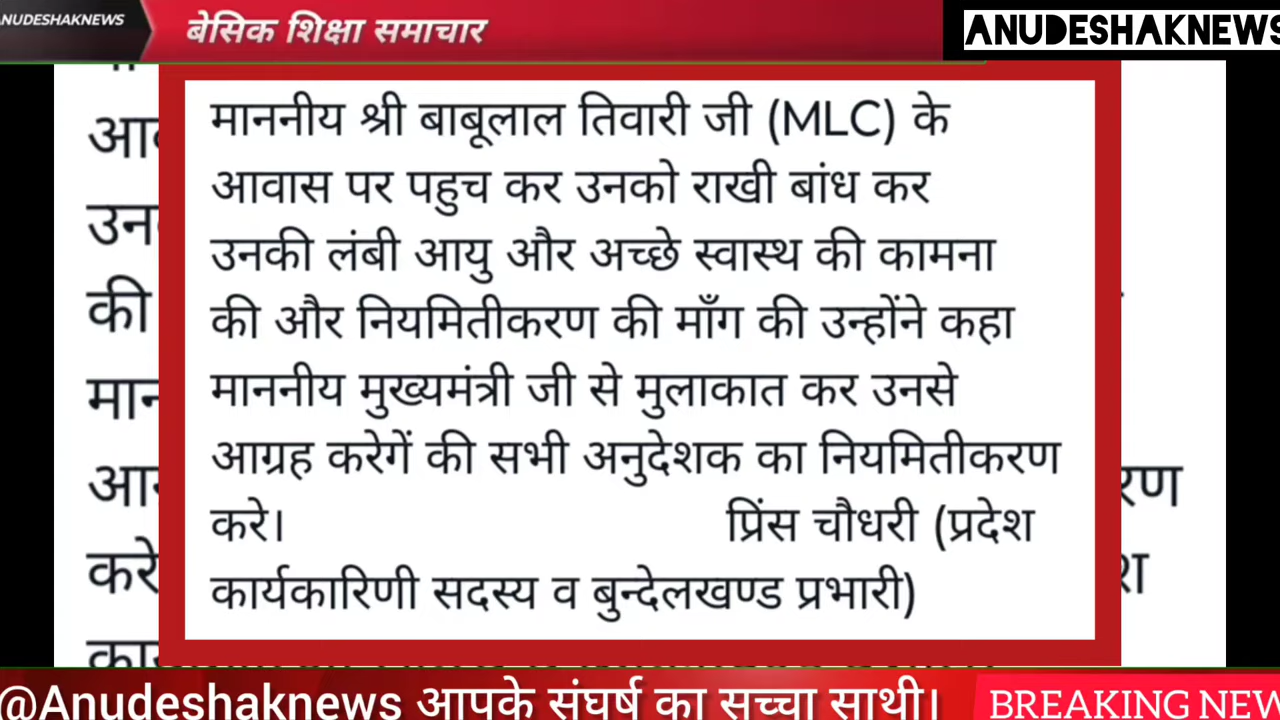 ANUDESHAKNEWS
बेसिक शिक्षा समाचार
ANUDESHAKNEWS
माननीय श्री बाबूलाल तिवारी जी (MLC) के
आवास पर पहुच कर उनको राखी बांध कर
उनकी लंबी आयु और अच्छे स्वास्थ की कामना
की और नियमितीकरण की माँग की उन्होंने कहा
माननीय मुख्यमंत्री जी से मुलाकात कर उनसे
आग्रह करेगें की सभी अनुदेशक का नियमितीकरण
करे। प्रिंस चौधरी (प्रदेश
कार्यकारिणी सदस्य व बुन्देलखण्ड प्रभारी)
@Anudeshaknews आपके संघर्ष का सच्चा साथी।
BREAKING NEW